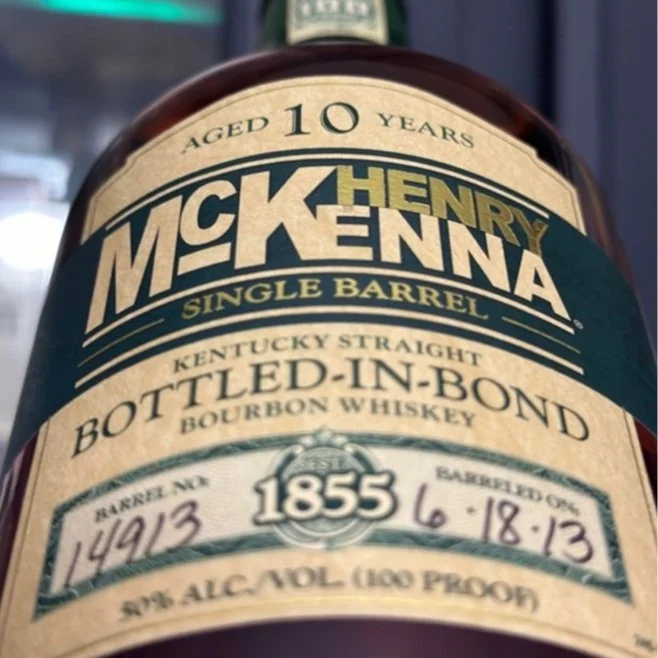 AGED 10 YEARS
HENRY
McKENNA
SINGLE BARREL
KENTUCKY STRAIGHT
BOTTLED-IN-BOND
BOURBON WHISKEY
BARREL NO:
14913
EST.
1855
BARRELED ON:
6·18·13
50% ALC./VOL. (100 PROOF)